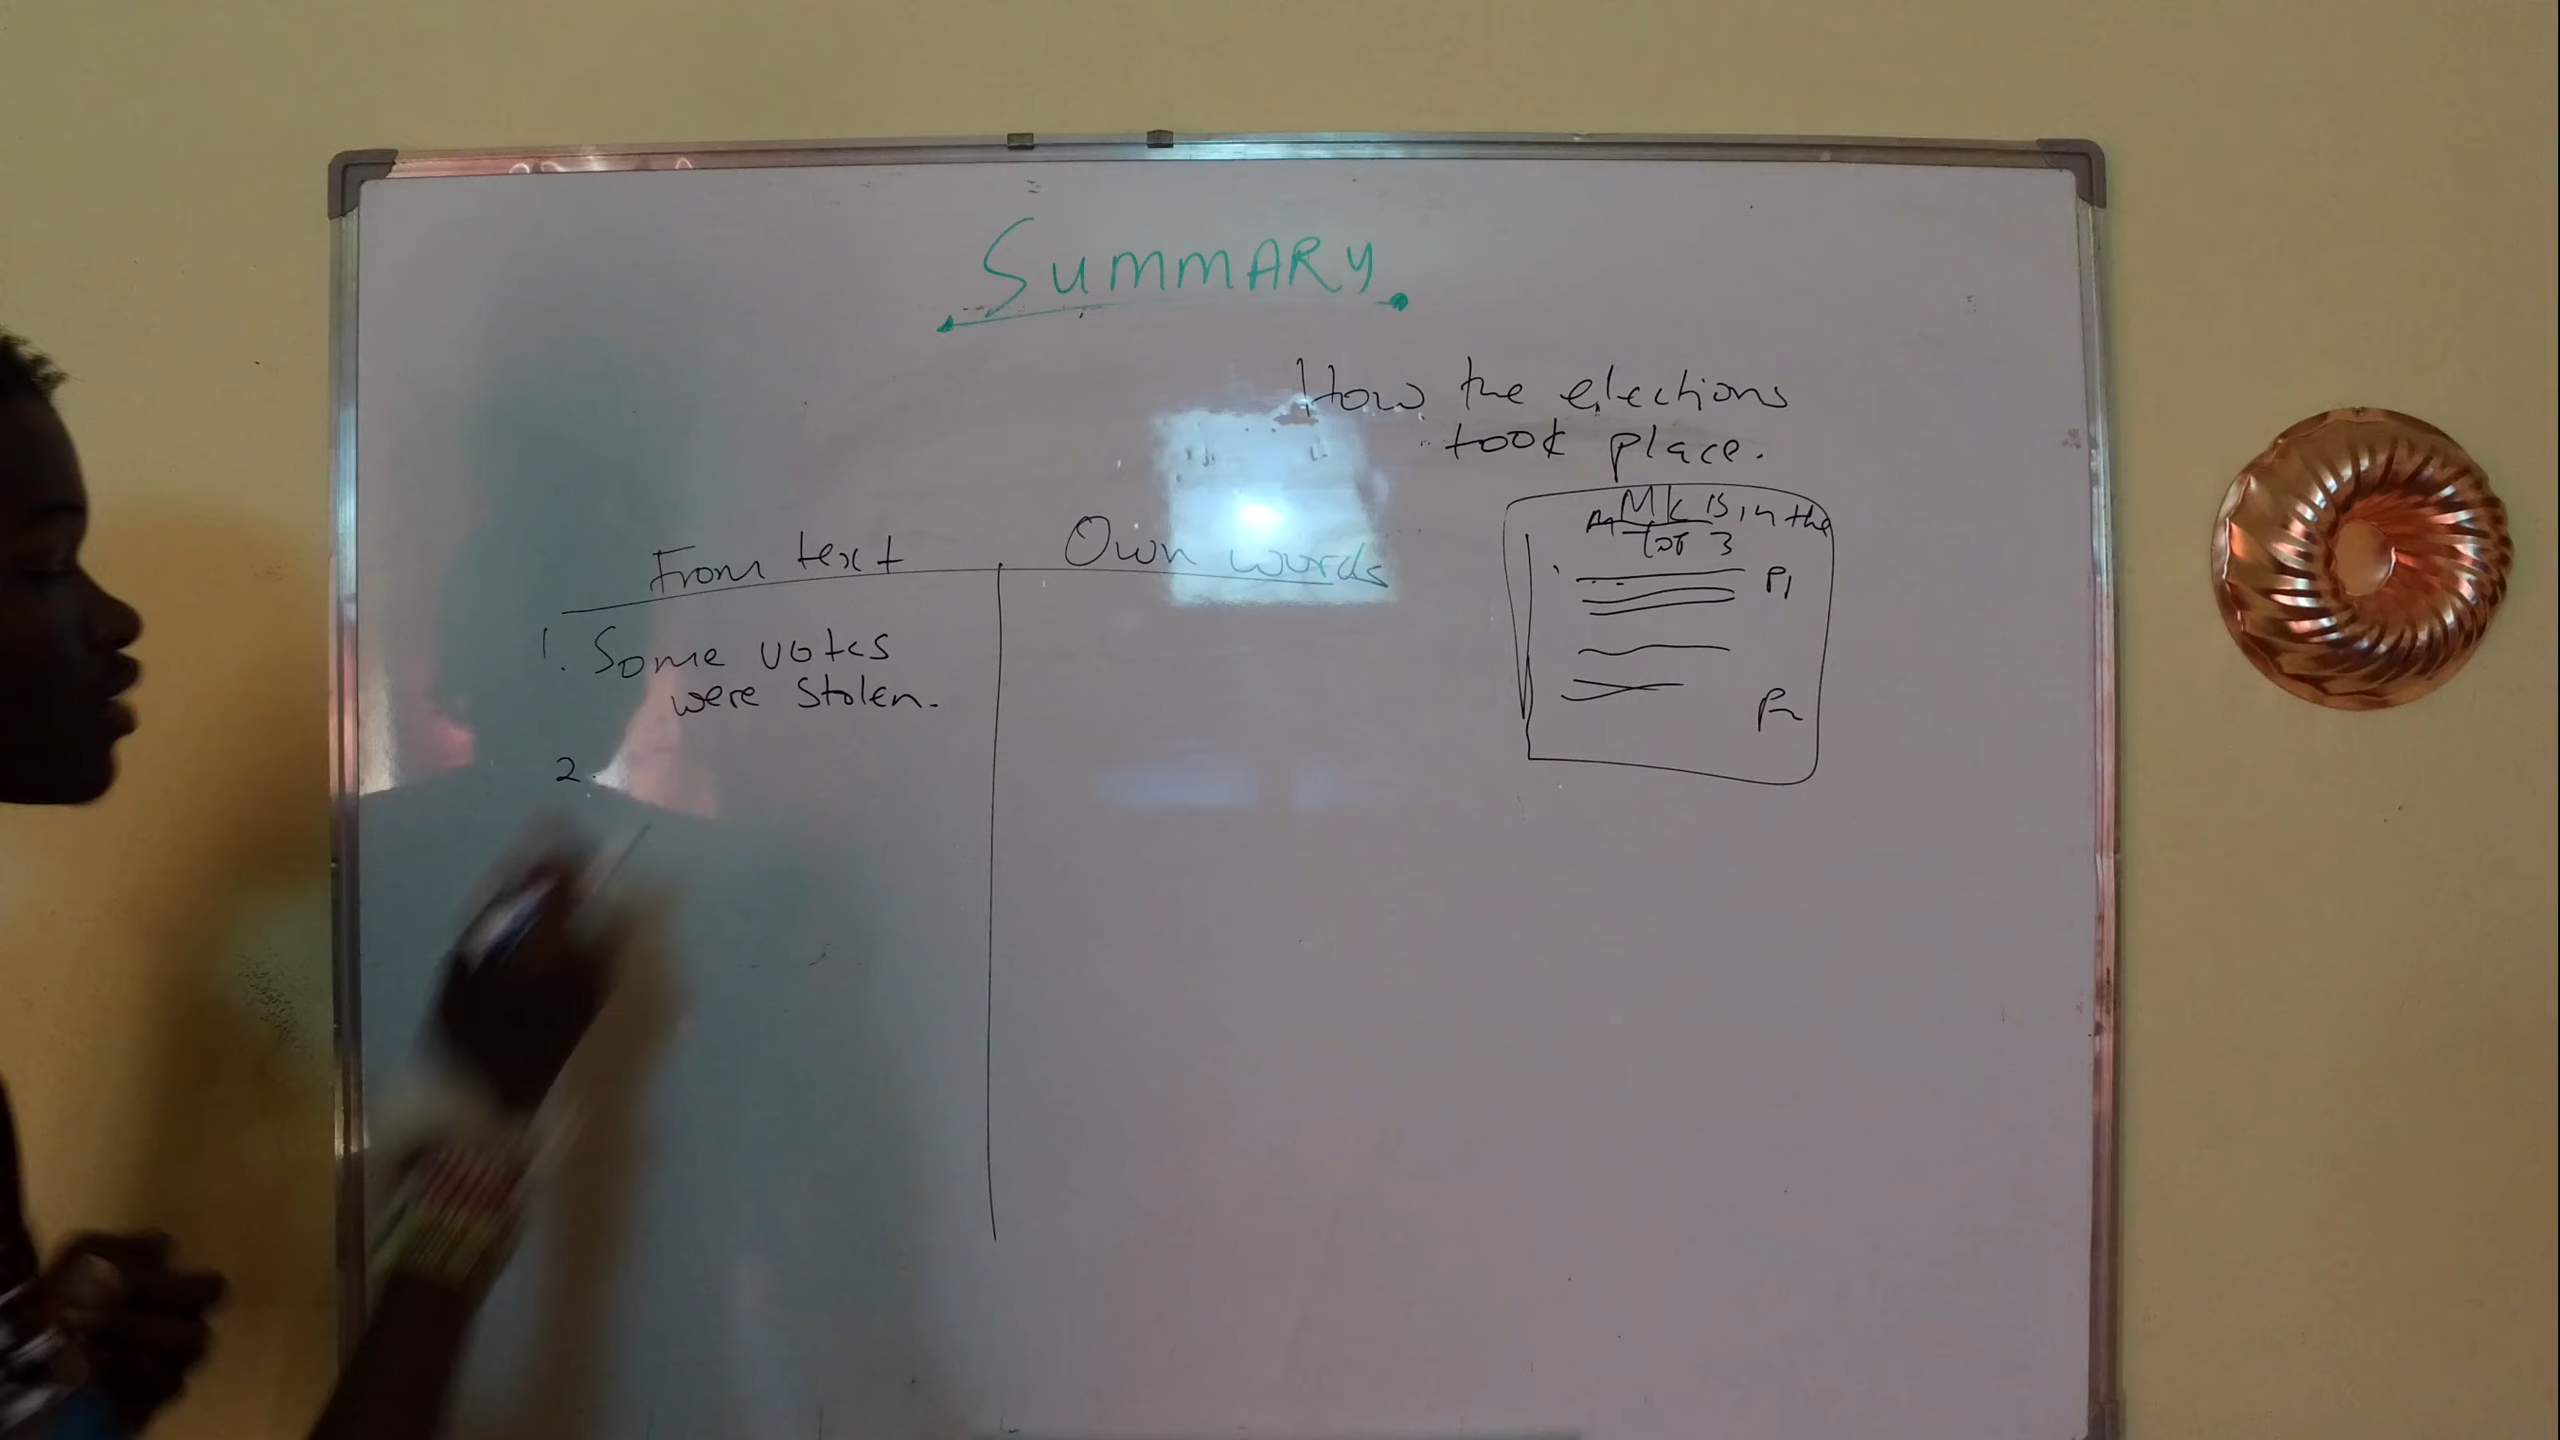 SUMMARY.
How the elections
took place.
From text
Own words
1. Some votes
were stolen.
2.
MK is in the
top 3
P1